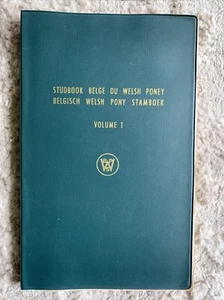 STUDBOOK BELGE DU WELSH PONEY
BELGISCH WELSH PONY STAMBOEK
VOLUME 1